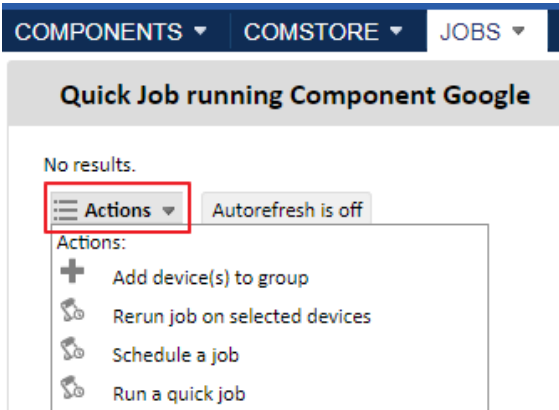 COMPONENTS COMSTORE JOBS
Quick Job running Component Google
No results.
Actions Autorefresh is off
Actions:
Add device(s) to group
Rerun job on selected devices
Schedule a job
Run a quick job